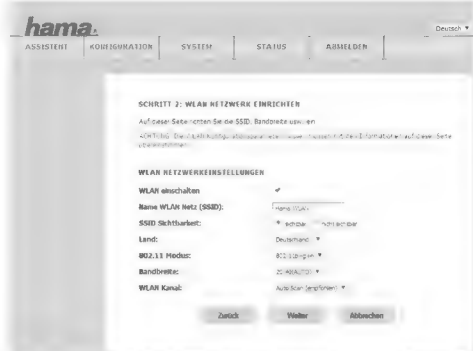 hama
Deutsch
ASSISTENT KONFIGURATION SYSTEM STATUS ABMELDEN
SCHRITT 2: WLAN NETZWERK EINRICHTEN
Auf dieser Seite richten Sie die SSID, Bandbreite usw. ein
WLAN NETZWERKEINSTELLUNGEN
WLAN einschalten
Name WLAN Netz (SSID):
SSID Sichtbarkeit: sichtbar nicht sichtbar
Land: Deutschland
802.11 Modus:
Bandbreite:
WLAN Kanal: Auto Scan (empfohlen)
Zurück Weiter Abbrechen